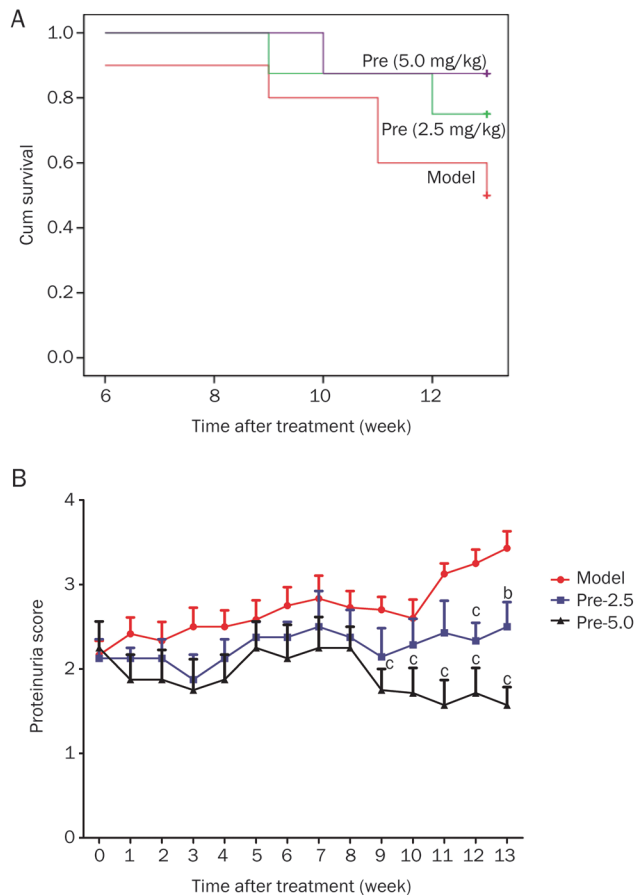 A
1.0
0.8
0.6
0.4
0.2
0.0
Cum survival
Pre (5.0 mg/kg)
Pre (2.5 mg/kg)
Model
6
8
10
12
Time after treatment (week)
B
4
3
2
1
0
Proteinuria score
c
b
c
c
c
c
c
Model
Pre-2.5
Pre-5.0
0 1 2 3 4 5 6 7 8 9 10 11 12 13
Time after treatment (week)